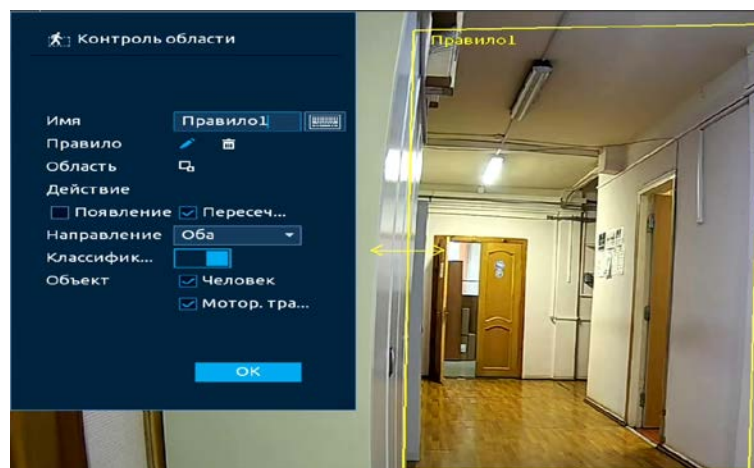 Контроль области
Правило1
Имя Правило1
Правило
Область
Действие
Появление Пересеч...
Направление Оба
Классифик...
Объект Человек
Мотор. тра...
OK